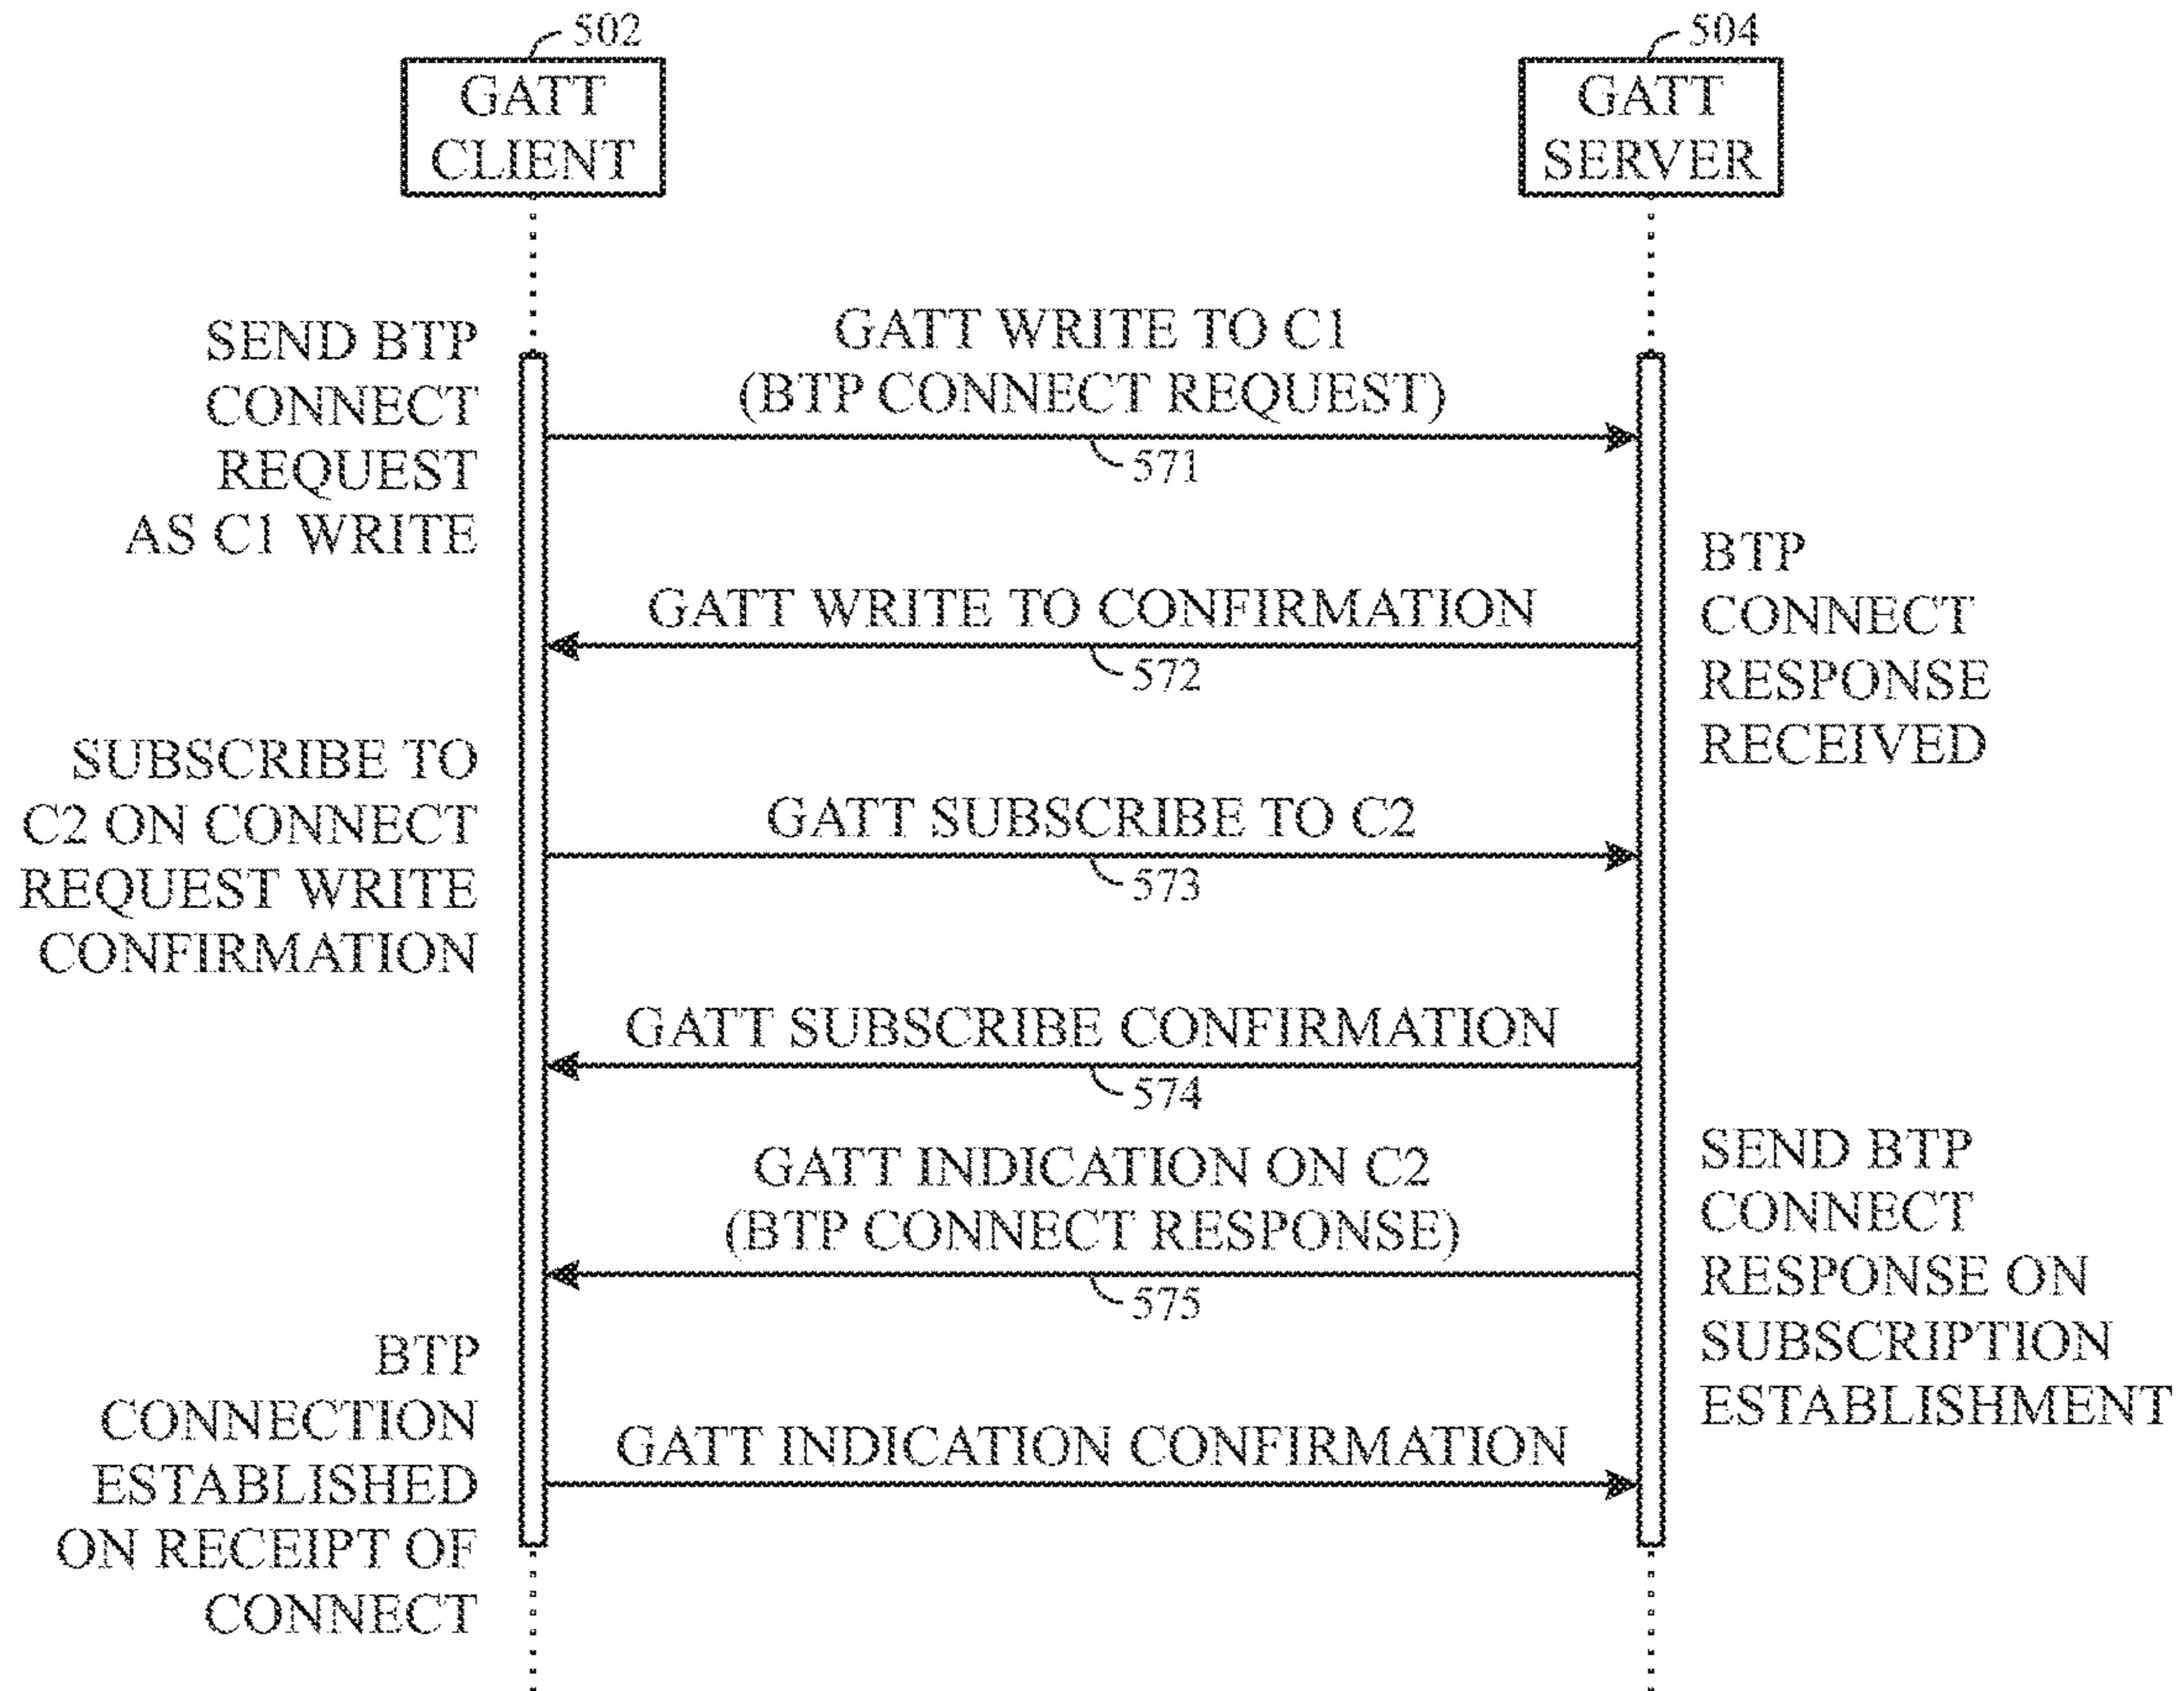 502
GATT
CLIENT
504
GATT
SERVER
SEND BTP
CONNECT
REQUEST
AS C1 WRITE
GATT WRITE TO C1
(BTP CONNECT REQUEST)
571
BTP
CONNECT
RESPONSE
RECEIVED
GATT WRITE TO CONFIRMATION
572
SUBSCRIBE TO
C2 ON CONNECT
REQUEST WRITE
CONFIRMATION
GATT SUBSCRIBE TO C2
573
GATT SUBSCRIBE CONFIRMATION
574
GATT INDICATION ON C2
(BTP CONNECT RESPONSE)
575
SEND BTP
CONNECT
RESPONSE ON
SUBSCRIPTION
ESTABLISHMENT
BTP
CONNECTION
ESTABLISHED
ON RECEIPT OF
CONNECT
GATT INDICATION CONFIRMATION